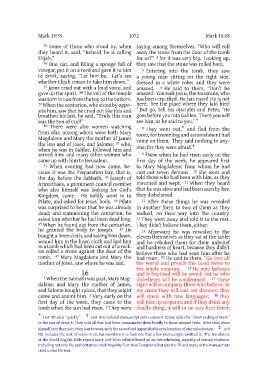 Mark 15:35 1072 Mark 16:18
35 Some of those who stood by, when
they heard it, said, “Behold, he is calling
Elijah.”
36 One ran, and filling a sponge full of
vinegar, put it on a reed and gave it to him
to drink, saying, “Let him be. Let’s see
whether Elijah comes to take him down.”
37 Jesus cried out with a loud voice, and
gave up the spirit. 38 The veil of the temple
was torn in two from the top to the bottom.
39 When the centurion, who stood by oppo-
site him, saw that he cried out like this and
breathed his last, he said, “Truly this man
was the Son of God!”
40 There were also women watching
from afar, among whom were both Mary
Magdalene and Mary the mother of James
the less and of Joses, and Salome; 41 who,
when he was in Galilee, followed him and
served him; and many other women who
came up with him to Jerusalem.
42 When evening had now come, be-
cause it was the Preparation Day, that is,
the day before the Sabbath, 43 Joseph of
Arimathaea, a prominent council member
who also himself was looking for God’s
Kingdom, came. He boldly went in to
Pilate, and asked for Jesus’ body. 44 Pilate
was surprised to hear that he was already
dead; and summoning the centurion, he
asked him whether he had been dead long.
45 When he found out from the centurion,
he granted the body to Joseph. 46 He
bought a linen cloth, and taking him down,
wound him in the linen cloth and laid him
in a tomb which had been cut out of a rock.
He rolled a stone against the door of the
tomb. 47 Mary Magdalene and Mary the
mother of Joses, saw where he was laid.
16
1 When the Sabbath was past, Mary Mag-
dalene, and Mary the mother of James,
and Salome bought spices, that they might
come and anoint him. 2 Very early on the
first day of the week, they came to the
tomb when the sun had risen. 3 They were
saying among themselves, “Who will roll
away the stone from the door of the tomb
for us?” 4 for it was very big. Looking up,
they saw that the stone was rolled back.
5 Entering into the tomb, they saw
a young man sitting on the right side,
dressed in a white robe; and they were
amazed. 6 He said to them, “Don’t be
amazed. You seek Jesus, the Nazarene, who
has been crucified. He has risen! He is not
here. See the place where they laid him!
7 But go, tell his disciples and Peter, ‘He
goes before you into Galilee. There you will
see him, as he said to you.’ ”
8 They went out, and fled from the
tomb, for trembling and astonishment had
come on them. They said nothing to any-
one; for they were afraid.
9 Now when he had risen early on the
first day of the week, he appeared first
to Mary Magdalene, from whom he had
cast out seven demons. 10 She went and
told those who had been with him, as they
mourned and wept. 11 When they heard
that he was alive and had been seen by her,
they disbelieved.
12 After these things he was revealed
in another form to two of them as they
walked, on their way into the country.
13 They went away and told it to the rest.
They didn’t believe them, either.
14 Afterward he was revealed to the
eleven themselves as they sat at the table;
and he rebuked them for their unbelief
and hardness of heart, because they didn’t
believe those who had seen him after he
had risen. 15 He said to them, “Go into all
the world, and preach the Good News to
the whole creation. 16 He who believes
and is baptized will be saved; but he who
disbelieves will be condemned. 17 These
signs will accompany those who believe: in
my name they will cast out demons; they
will speak with new languages; 18 they
will take up serpents; and if they drink any
deadly thing, it will in no way hurt them;